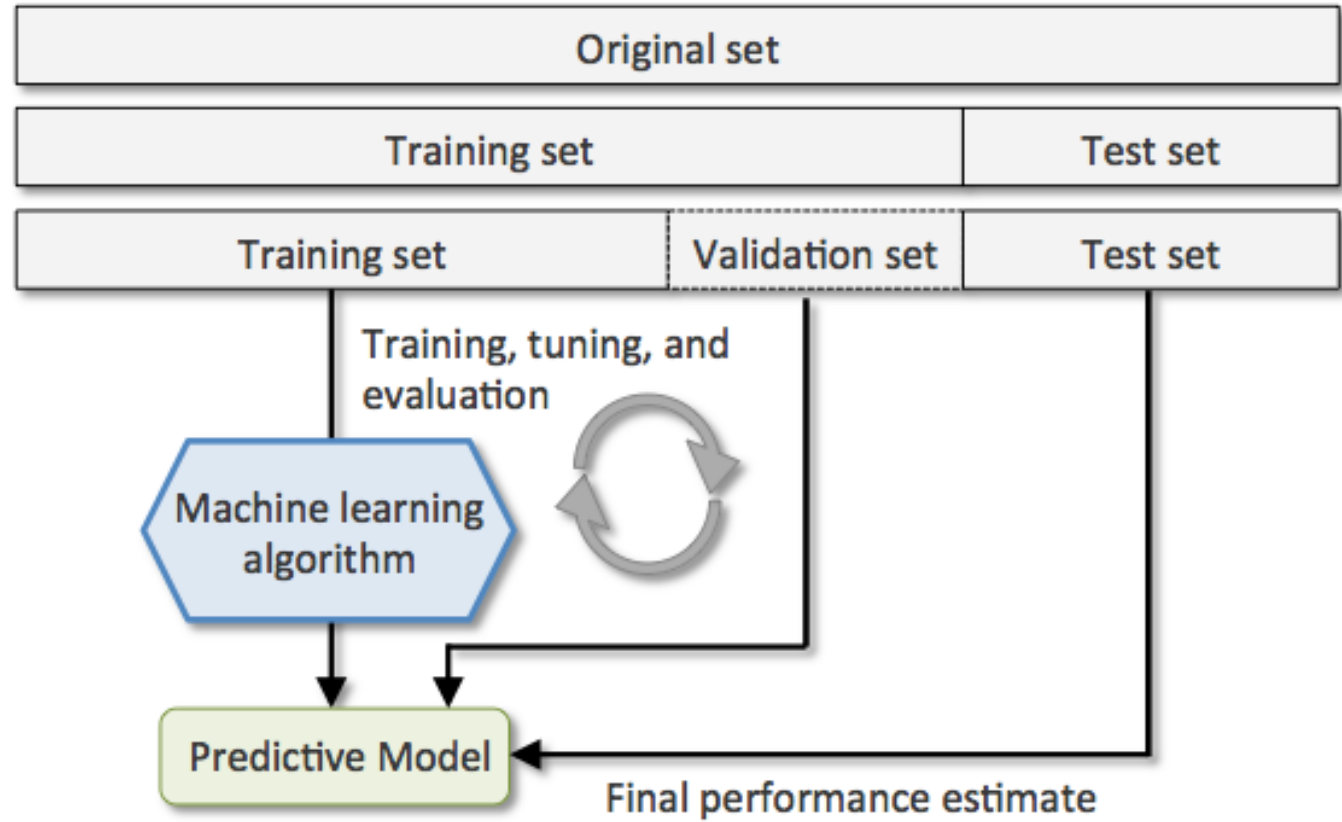 Original set
Training set
Test set
Training set
Validation set
Test set
Training, tuning, and
evaluation
Machine learning
algorithm
Predictive Model
Final performance estimate